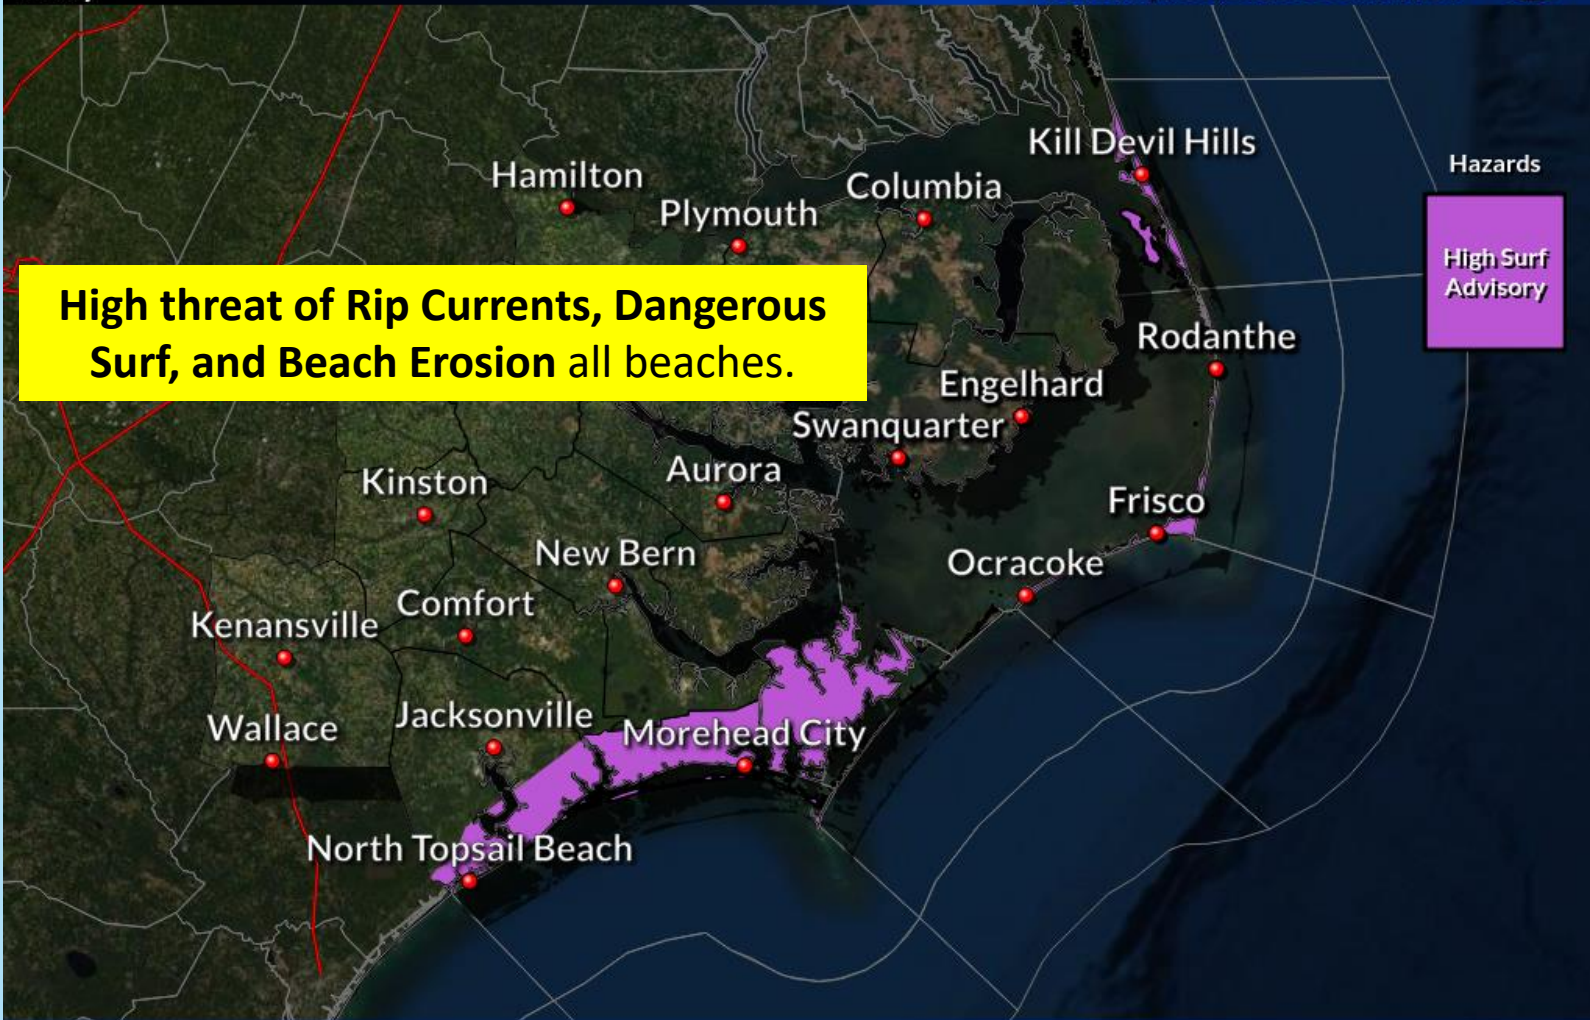 Kill Devil Hills
Hazards
Hamilton
Columbia
Plymouth
High Surf
Advisory
High threat of Rip Currents, Dangerous
Surf, and Beach Erosion all beaches.
Rodanthe
Engelhard
Swanquarter
Aurora
Kinston
Frisco
New Bern
Ocracoke
Comfort
Kenansville
Jacksonville
Wallace
Morehead City
North Topsail Beach